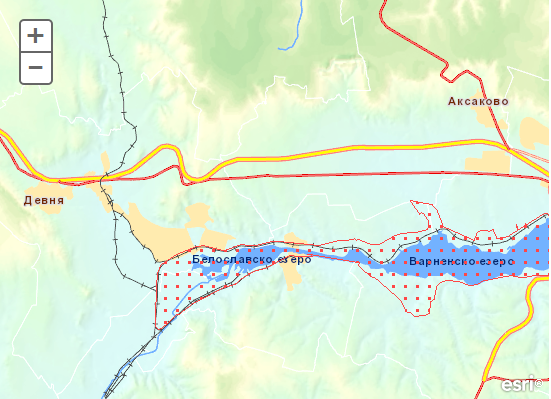 +
−
Аксаково
Девня
Белославско езеро
Варненско езеро
esri